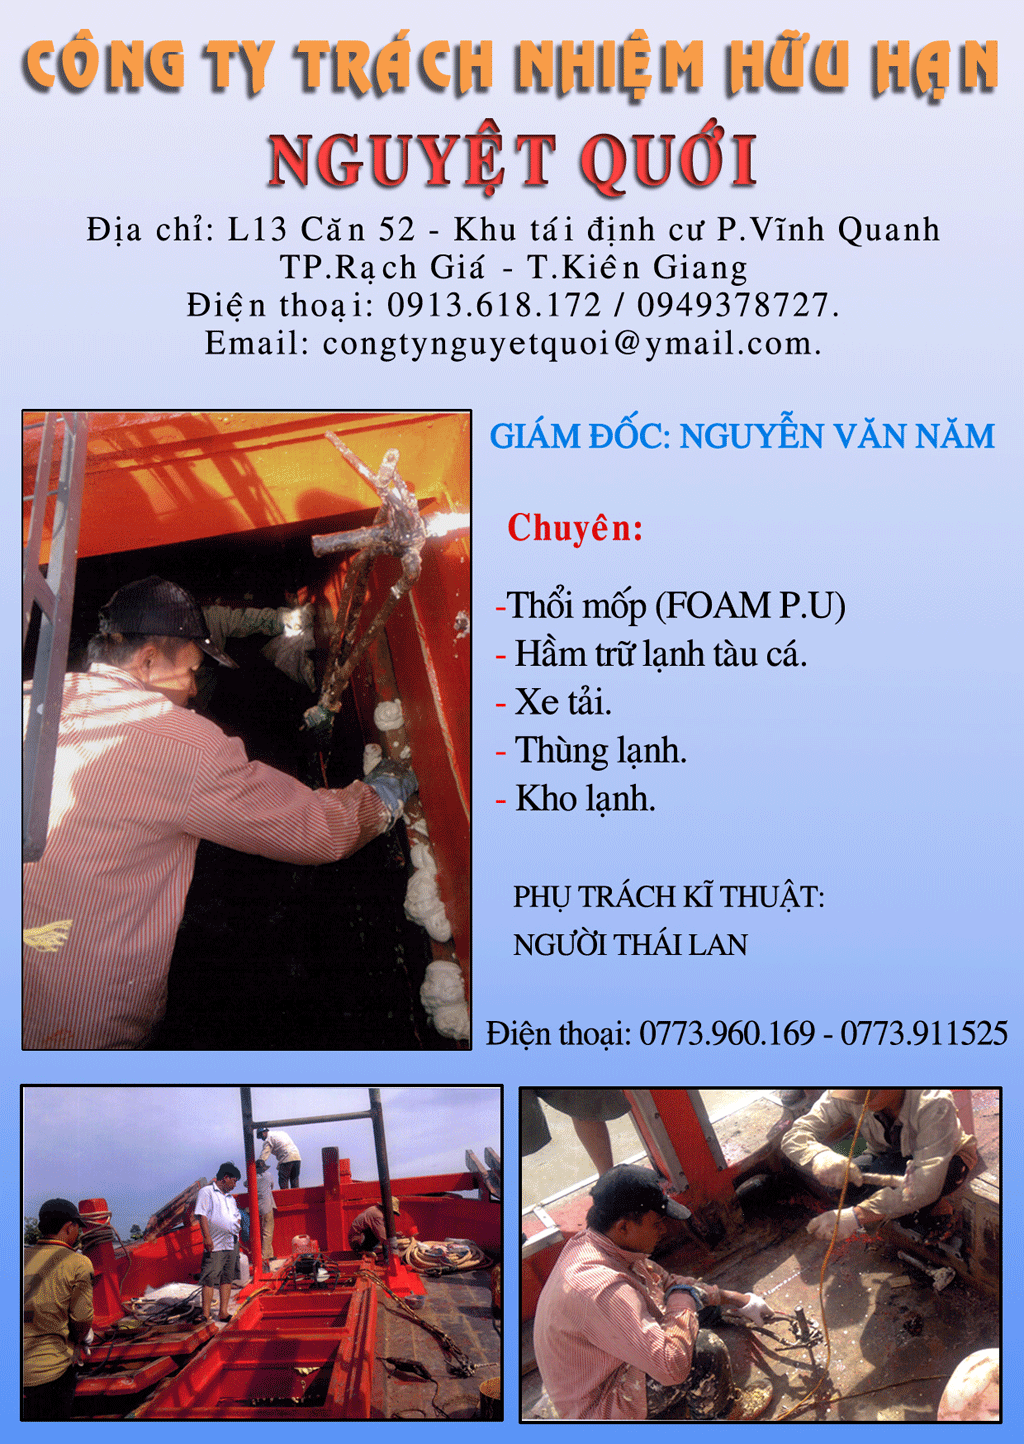 CÔNG TY TRÁCH NHIỆM HỮU HẠN
NGUYỆT QUỚI
Địa chỉ: L13 Căn 52 - Khu tái định cư P.Vĩnh Quanh
TP.Rạch Giá - T.Kiên Giang
Điện thoại: 0913.618.172 / 0949378727.
Email: congtynguyetquoi@ymail.com.
GIÁM ĐỐC: NGUYỄN VĂN NĂM
Chuyên:
-Thổi mốp (FOAM P.U)
- Hầm trữ lạnh tàu cá.
- Xe tải.
- Thùng lạnh.
- Kho lạnh.
PHỤ TRÁCH KĨ THUẬT:
NGƯỜI THÁI LAN
Điện thoại: 0773.960.169 - 0773.911525